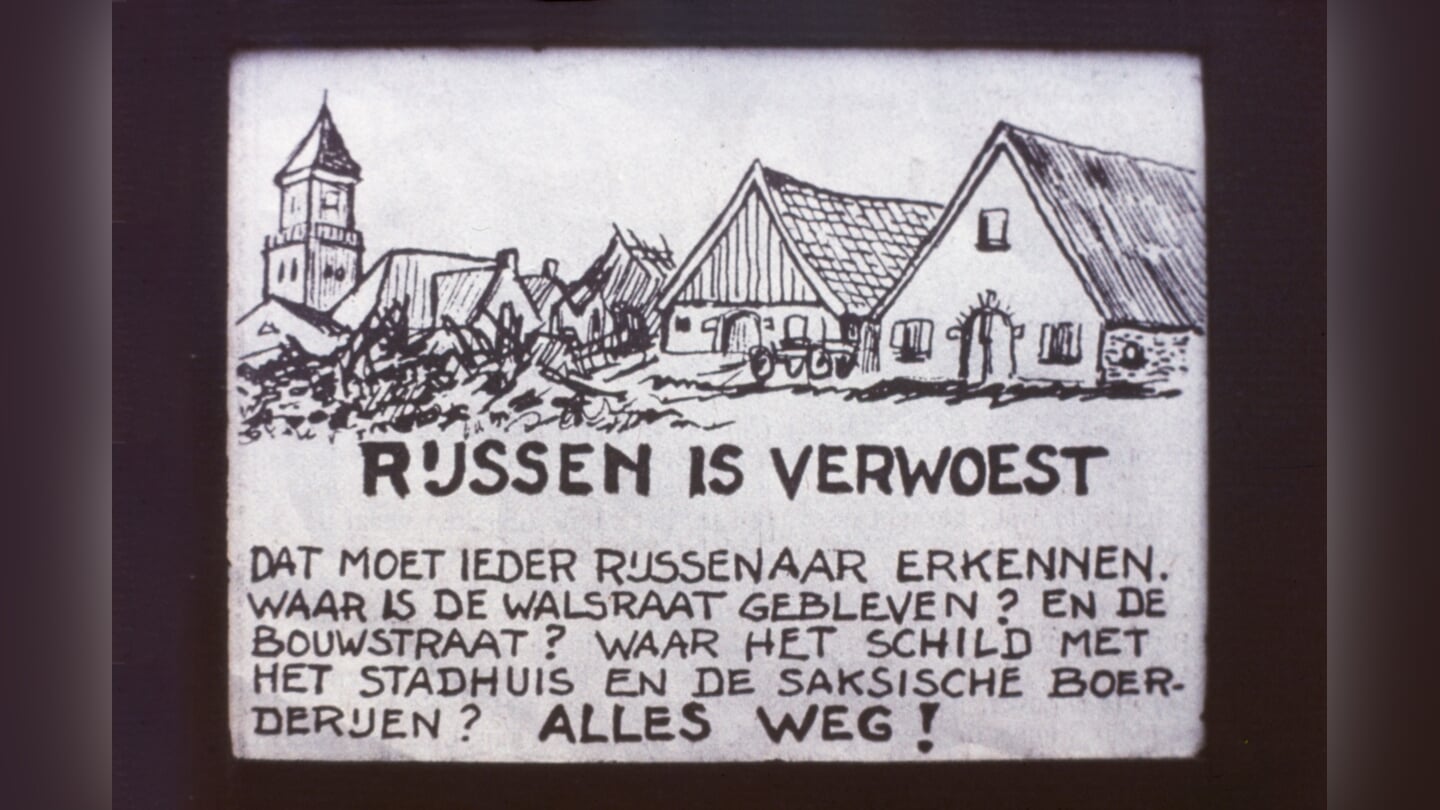 RIJSSEN IS VERWOEST
DAT MOET IEDER RIJSSENAAR ERKENNEN.
WAAR IS DE WALSRAAT GEBLEVEN? EN DE
BOUWSTRAAT? WAAR HET SCHILD MET
HET STADHUIS EN DE SAKSISCHE BOER-
DERIJEN? ALLES WEG!